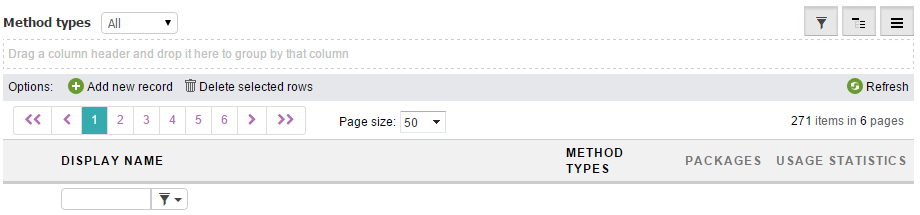 Method types All
Drag a column header and drop it here to group by that column
Options: Add new record Delete selected rows Refresh
1 2 3 4 5 6 Page size: 50 271 items in 6 pages
DISPLAY NAME METHOD TYPES PACKAGES USAGE STATISTICS